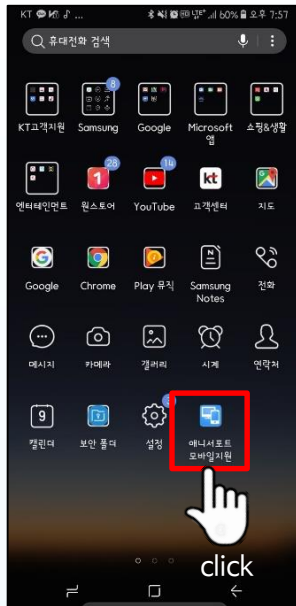 KT
LTE+ 60% 오후 7:57
휴대전화 검색
8
KT고객지원 Samsung Google Microsoft 앱 쇼핑&생활
28 14
1 kt
엔터테인먼트 원스토어 YouTube 고객센터 지도
G
Google Chrome Play 뮤직 Samsung Notes 전화
메시지 카메라 갤러리 시계 연락처
9
캘린더 보안 폴더 설정 애니서포트
모바일지원
click